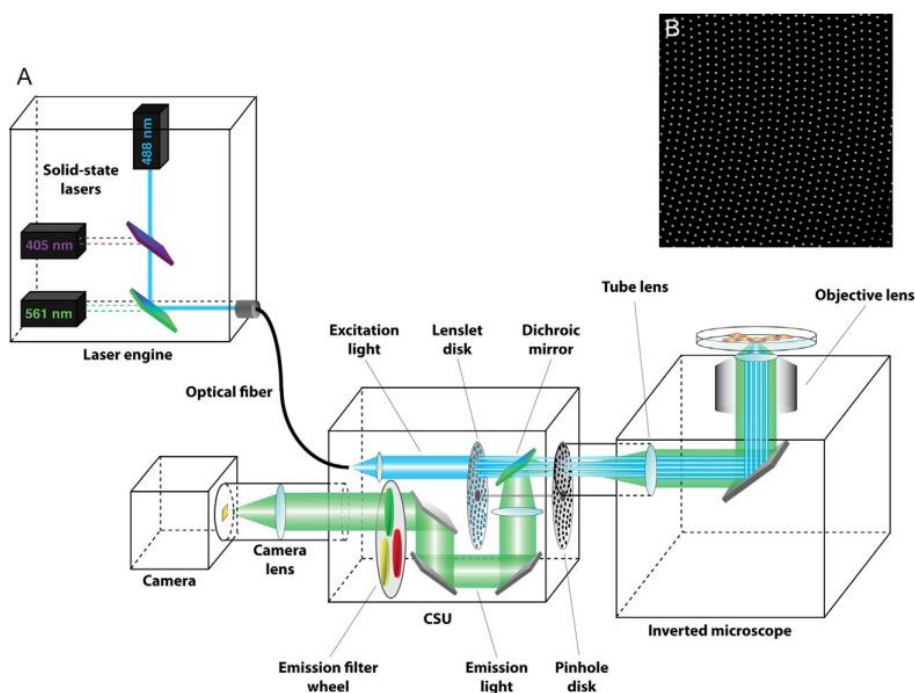 A
B
488 nm
Solid-state
lasers
405 nm
561 nm
Laser engine
Optical fiber
Excitation
light
Lenslet
disk
Dichroic
mirror
Tube lens
Objective lens
Camera
Camera
lens
CSU
Inverted microscope
Emission filter
wheel
Emission
light
Pinhole
disk